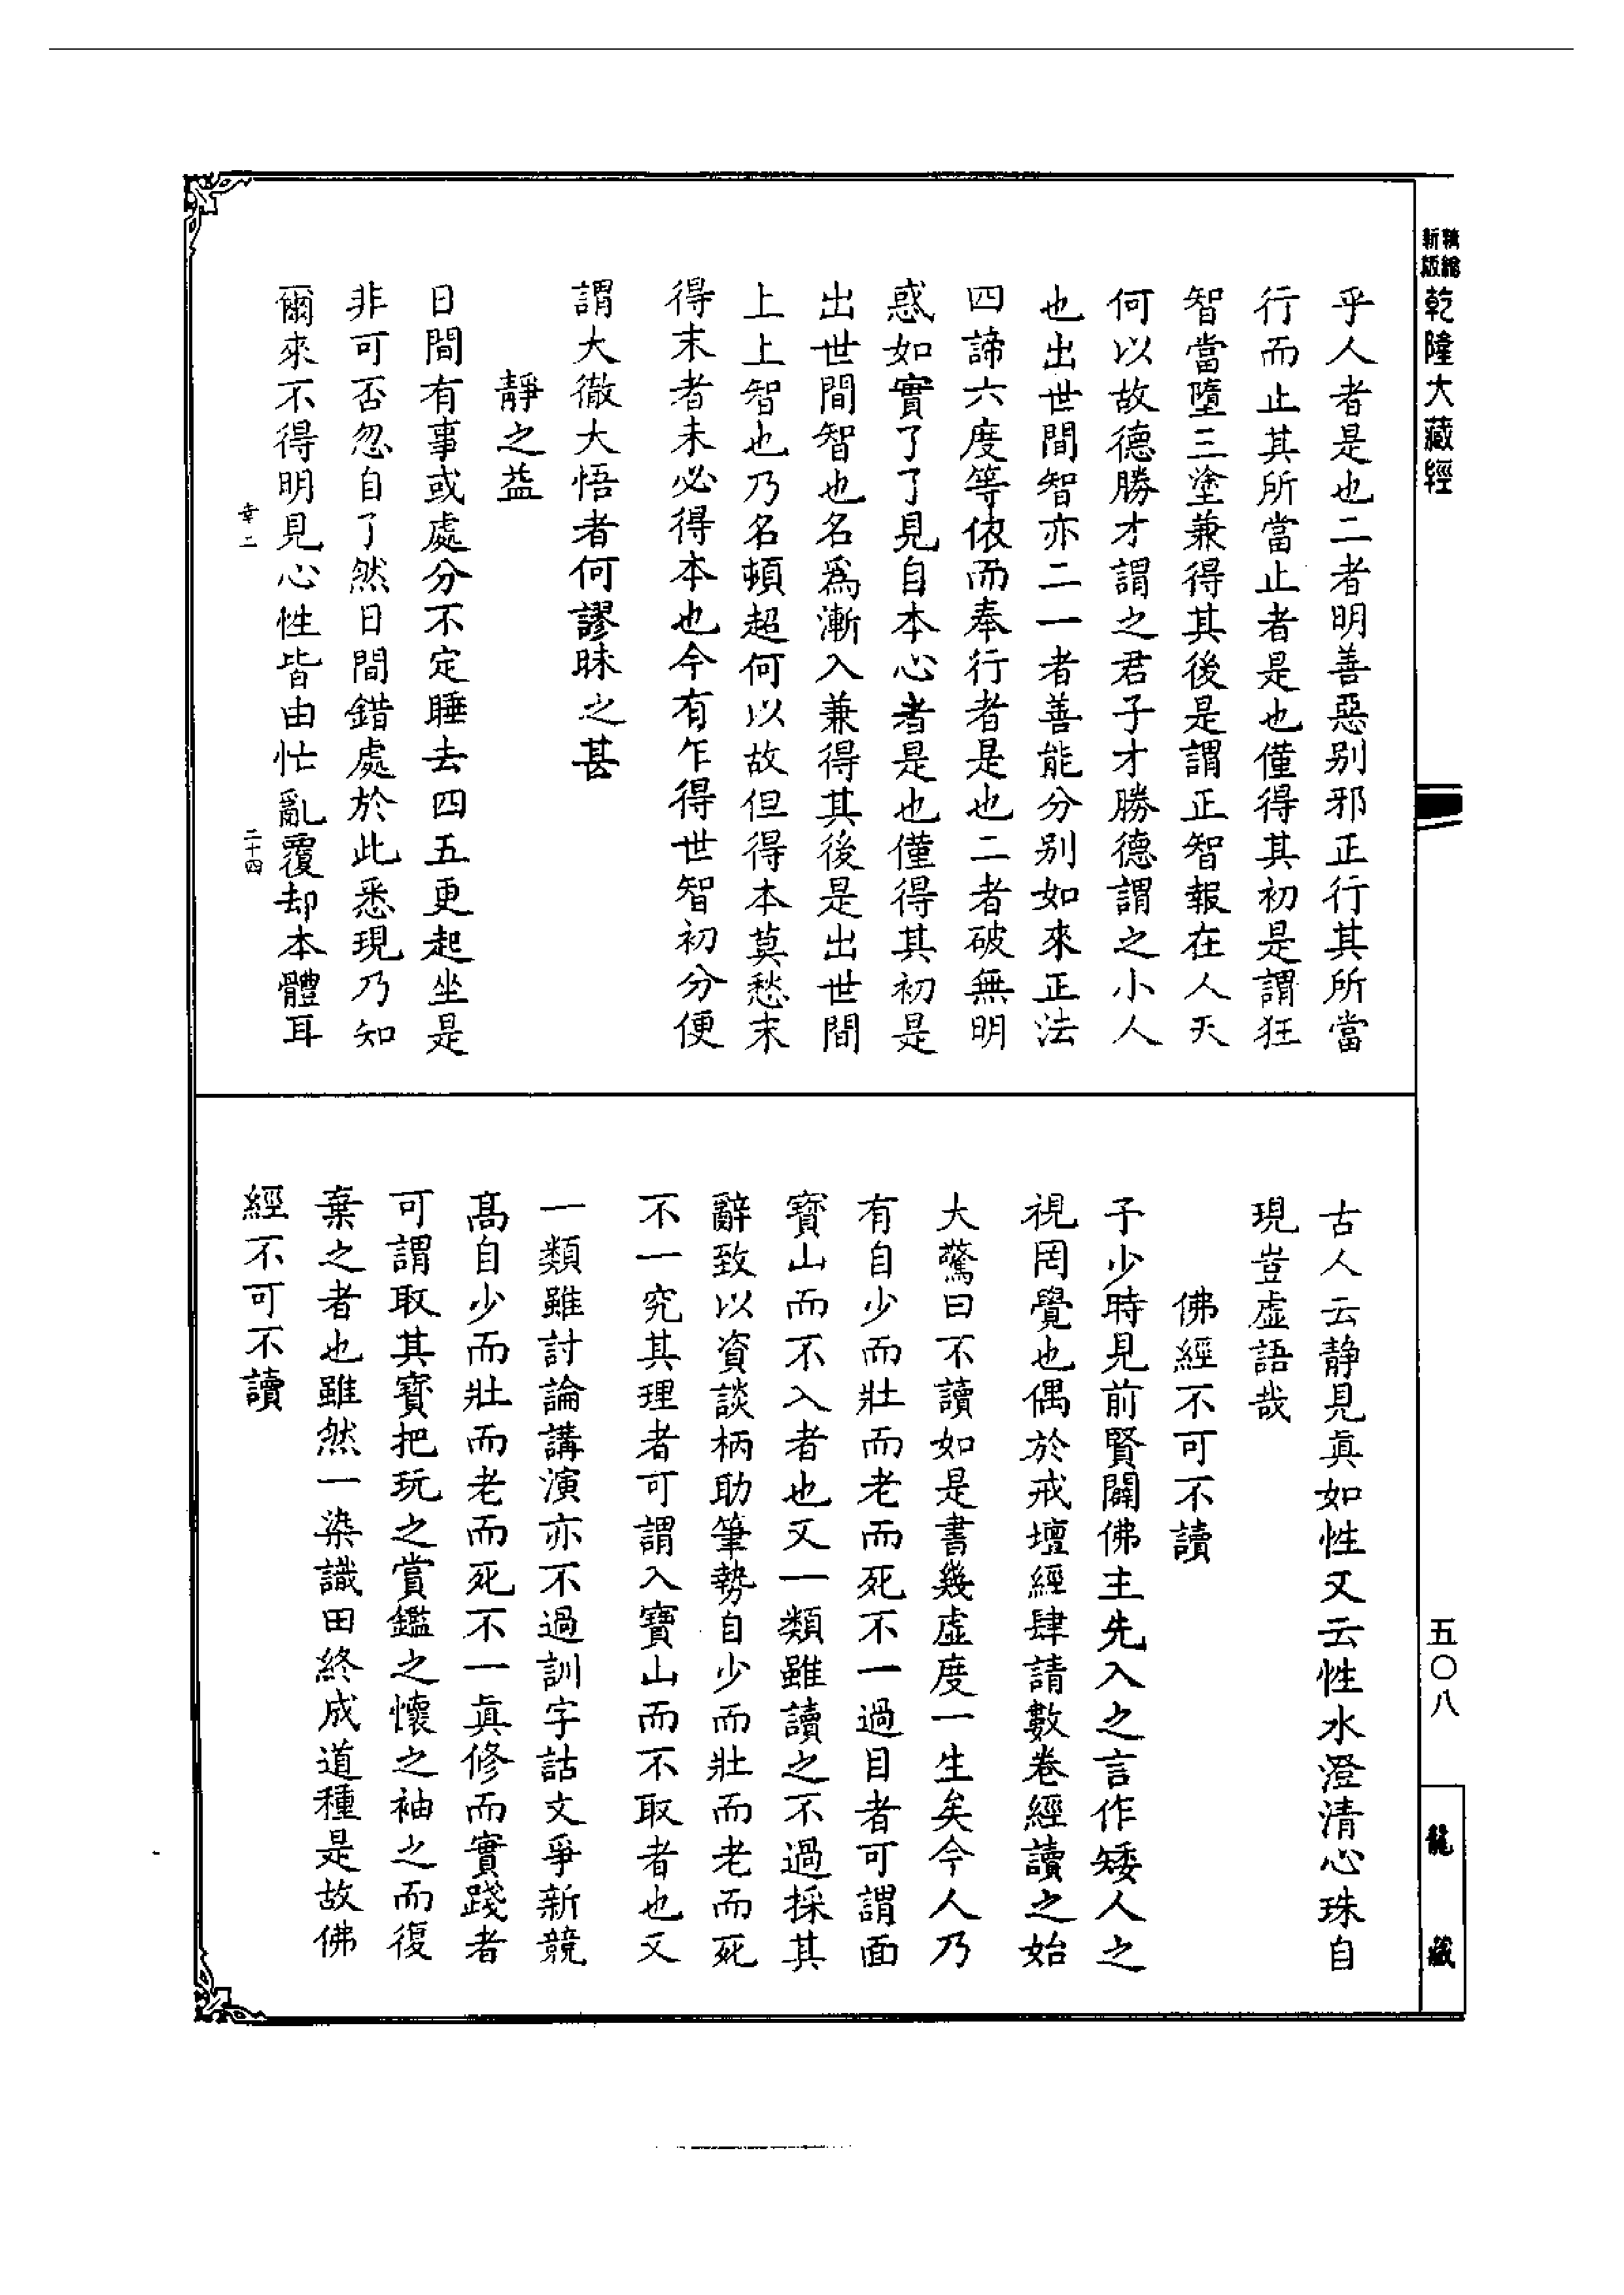 精縮新版
乾隆大藏經
乎人者是也二者明善惡別邪正行其所當
行而止其所當止者是也僅得其初是謂狂
智當墮三塗兼得其後是謂正智報在人天
何以故德勝才謂之君子才勝德謂之小人
也出世間智亦二一者善能分別如來正法
四諦六度等依而奉行者是也二者破無明
惑如實了了見自本心者是也僅得其初是
出世間智也名爲漸入兼得其後是出世間
上上智也乃名頓超何以故但得本莫愁末
得末者未必得本也今有乍得世智初分便
謂大徹大悟者何謬昧之甚
靜之益
日間有事或處分不定睡去四五更起坐是
非可否忽自了然日間錯處於此悉現乃知
爾來不得明見心性皆由忙亂覆却本體耳
幸二
二十四
古人云静見眞如性又云性水澄清心珠自
現豈虛語哉
佛經不可不讀
予少時見前賢闢佛主先入之言作矮人之
視罔覺也偶於戒壇經肆請數卷經讀之始
大驚曰不讀如是書幾虛度一生矣今人乃
有自少而壯而老而死不一過目者可謂面
寶山而不入者也又一類雖讀之不過採其
辭致以資談柄助筆勢自少而壯而老而死
不一究其理者可謂入寶山而不取者也又
一類雖討論講演亦不過訓字詁文爭新競
髙自少而壯而老而死不一眞修而實踐者
可謂取其寳把玩之賞鑑之懷之袖之而復
棄之者也雖然一染識田終成道種是故佛
經不可不讀
五〇八
龍藏